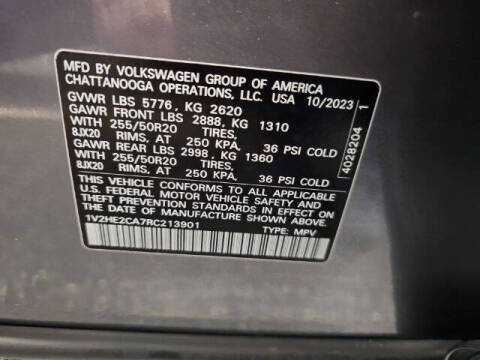 MFD BY VOLKSWAGEN GROUP OF AMERICA
CHATTANOOGA OPERATIONS, LLC. USA 10/2023
GVWR LBS 5776, KG 2620
GAWR FRONT LBS 2888, KG 1310
WITH 255/50R20 TIRES,
8JX20 RIMS, AT 250 KPA. 36 PSI COLD
GAWR REAR LBS 2998, KG 1360
WITH 255/50R20 TIRES,
8JX20 RIMS, AT 250 KPA. 36 PSI COLD
THIS VEHICLE CONFORMS TO ALL APPLICABLE
U.S. FEDERAL MOTOR VEHICLE SAFETY AND
THEFT PREVENTION STANDARDS IN EFFECT ON
THE DATE OF MANUFACTURE SHOWN ABOVE.
1V2HE2CA7RC213901 TYPE: MPV
4028204 1